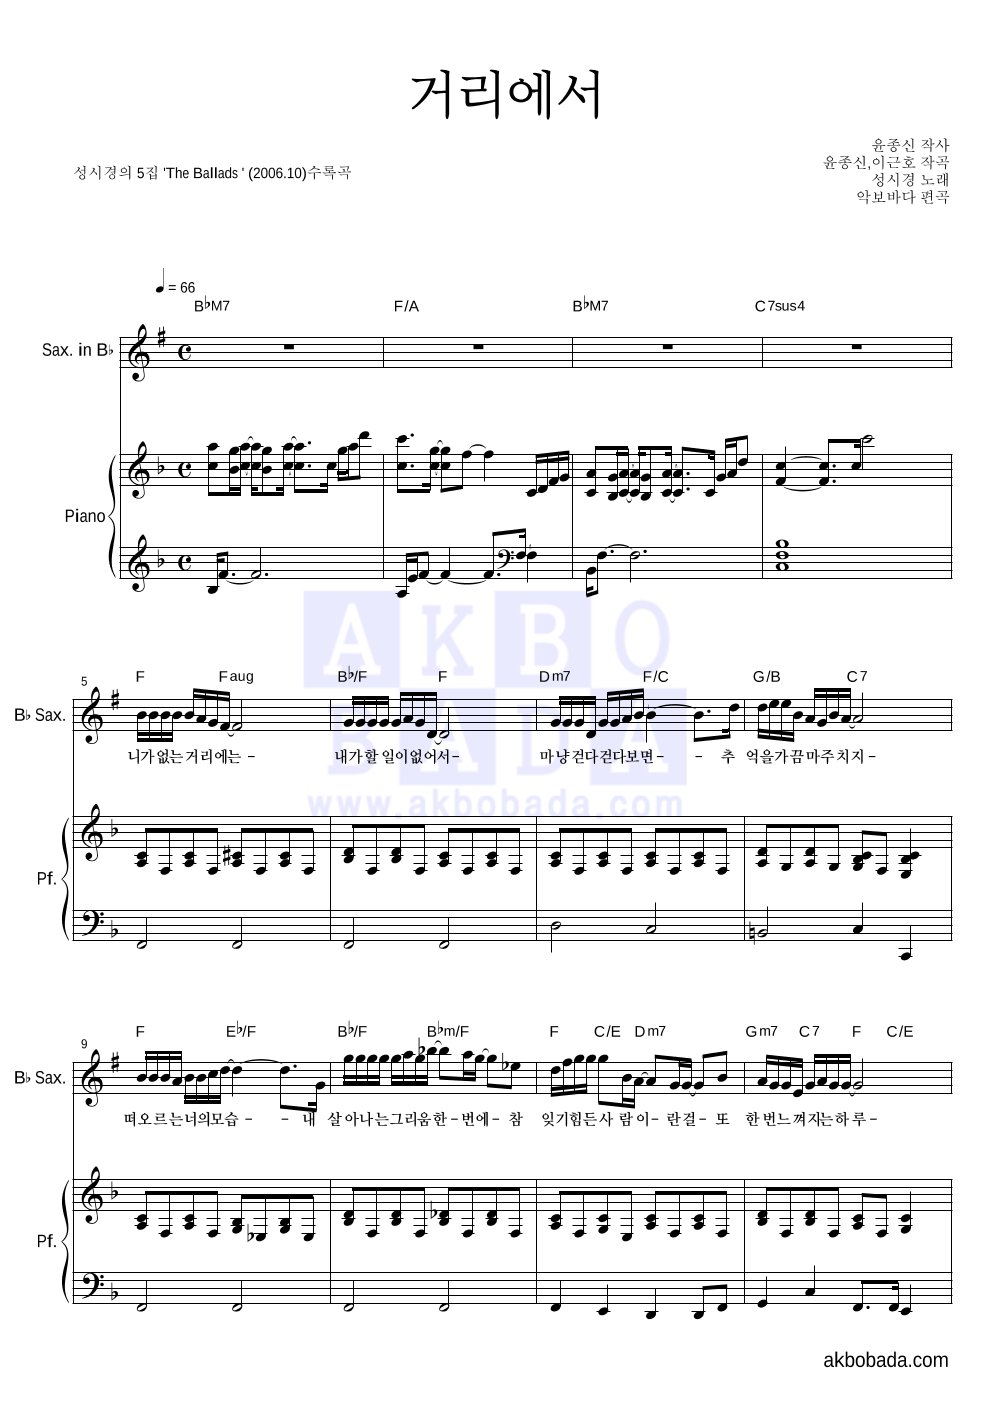 거리에서
윤종신 작사
윤종신,이근호 작곡
성시경의 5집 'The Ballads ' (2006.10)수록곡
성시경 노래
악보바다 편곡
= 66
B♭M7 F/A B♭M7 C7sus4
Sax. in B♭
Piano
AKBO
BADA
www.akbobada.com
5
F Faug B♭/F F Dm7 F/C G/B C7
B♭ Sax.
니가없는거리에는 – 내가할일이없어서– 마냥걷다걷다보면– – 추 억을가끔마주치지–
Pf.
9
F E♭/F B♭/F B♭m/F F C/E Dm7 Gm7 C7 F C/E
B♭ Sax.
떠오르는너의모습 – – 내 살아나는그리움한–번에– 참 잊기힘든사 람이– 란걸– 또 한번느껴지는하루–
Pf.
akbobada.com